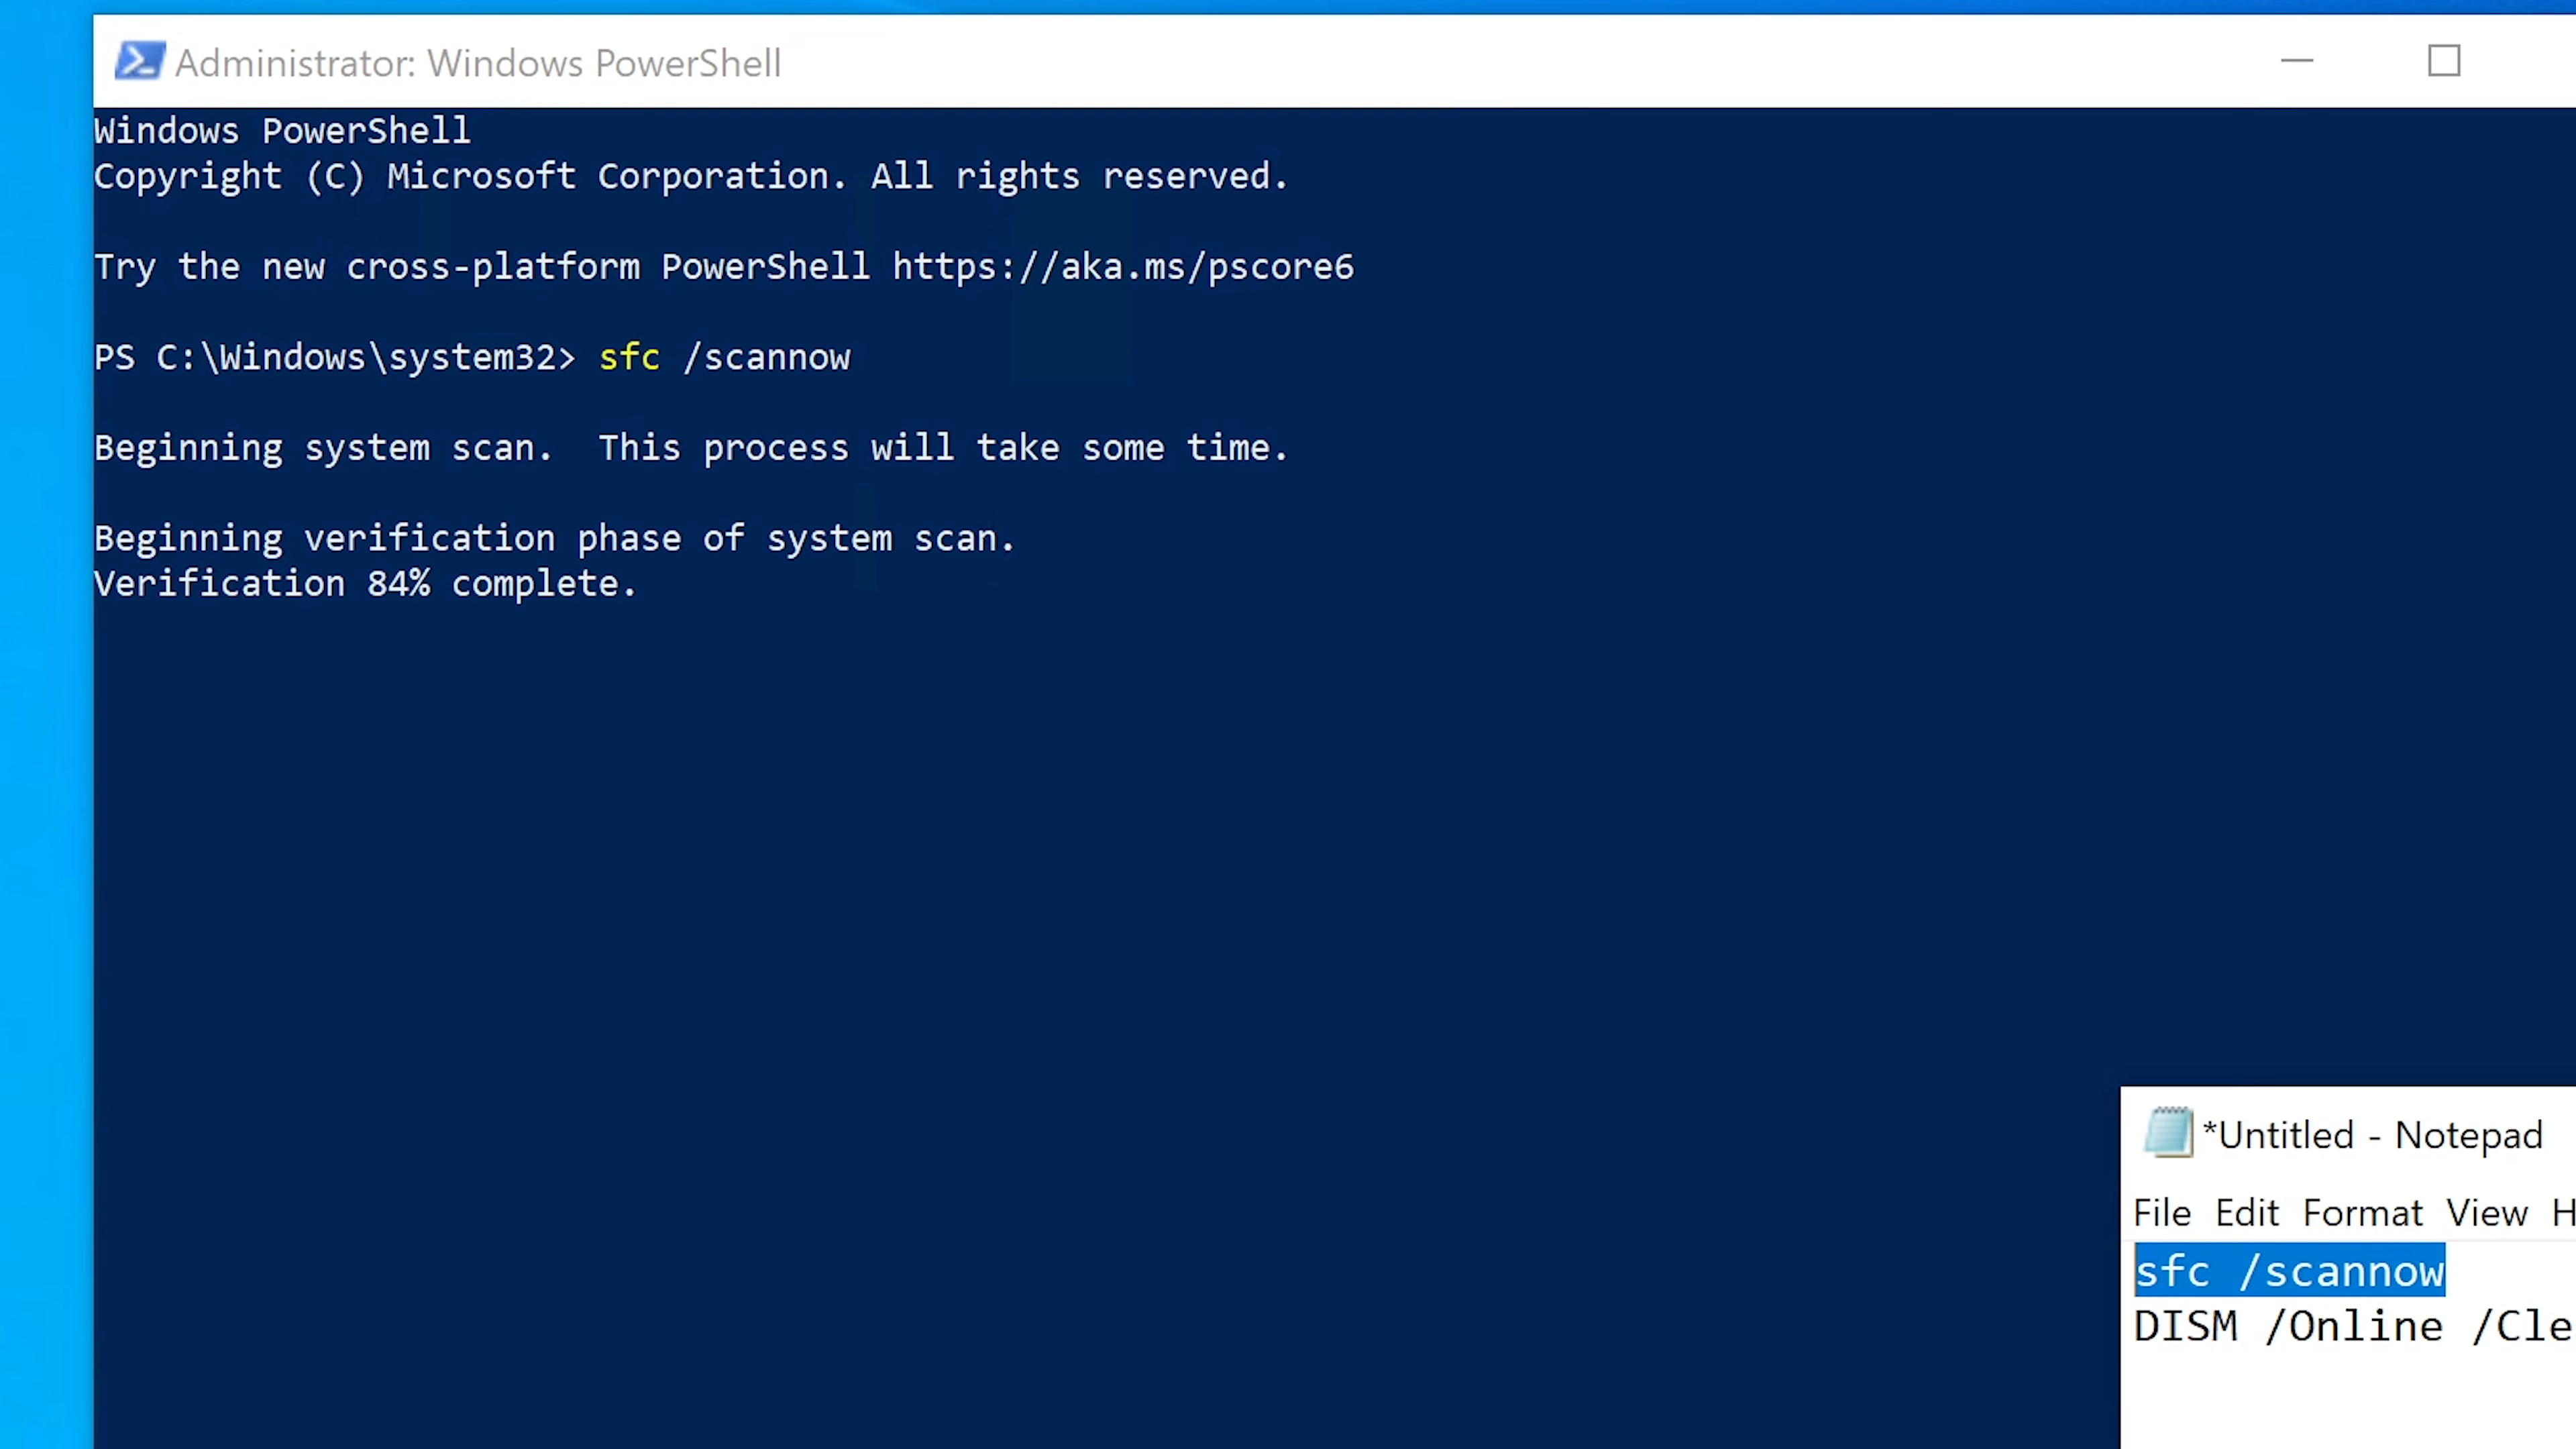 Administrator: Windows PowerShell
Windows PowerShell
Copyright (C) Microsoft Corporation. All rights reserved.
Try the new cross-platform PowerShell https://aka.ms/pscore6
PS C:\Windows\system32> sfc /scannow
Beginning system scan.  This process will take some time.
Beginning verification phase of system scan.
Verification 84% complete.
*Untitled - Notepad
File Edit Format View H
sfc /scannow
DISM /Online /Cle